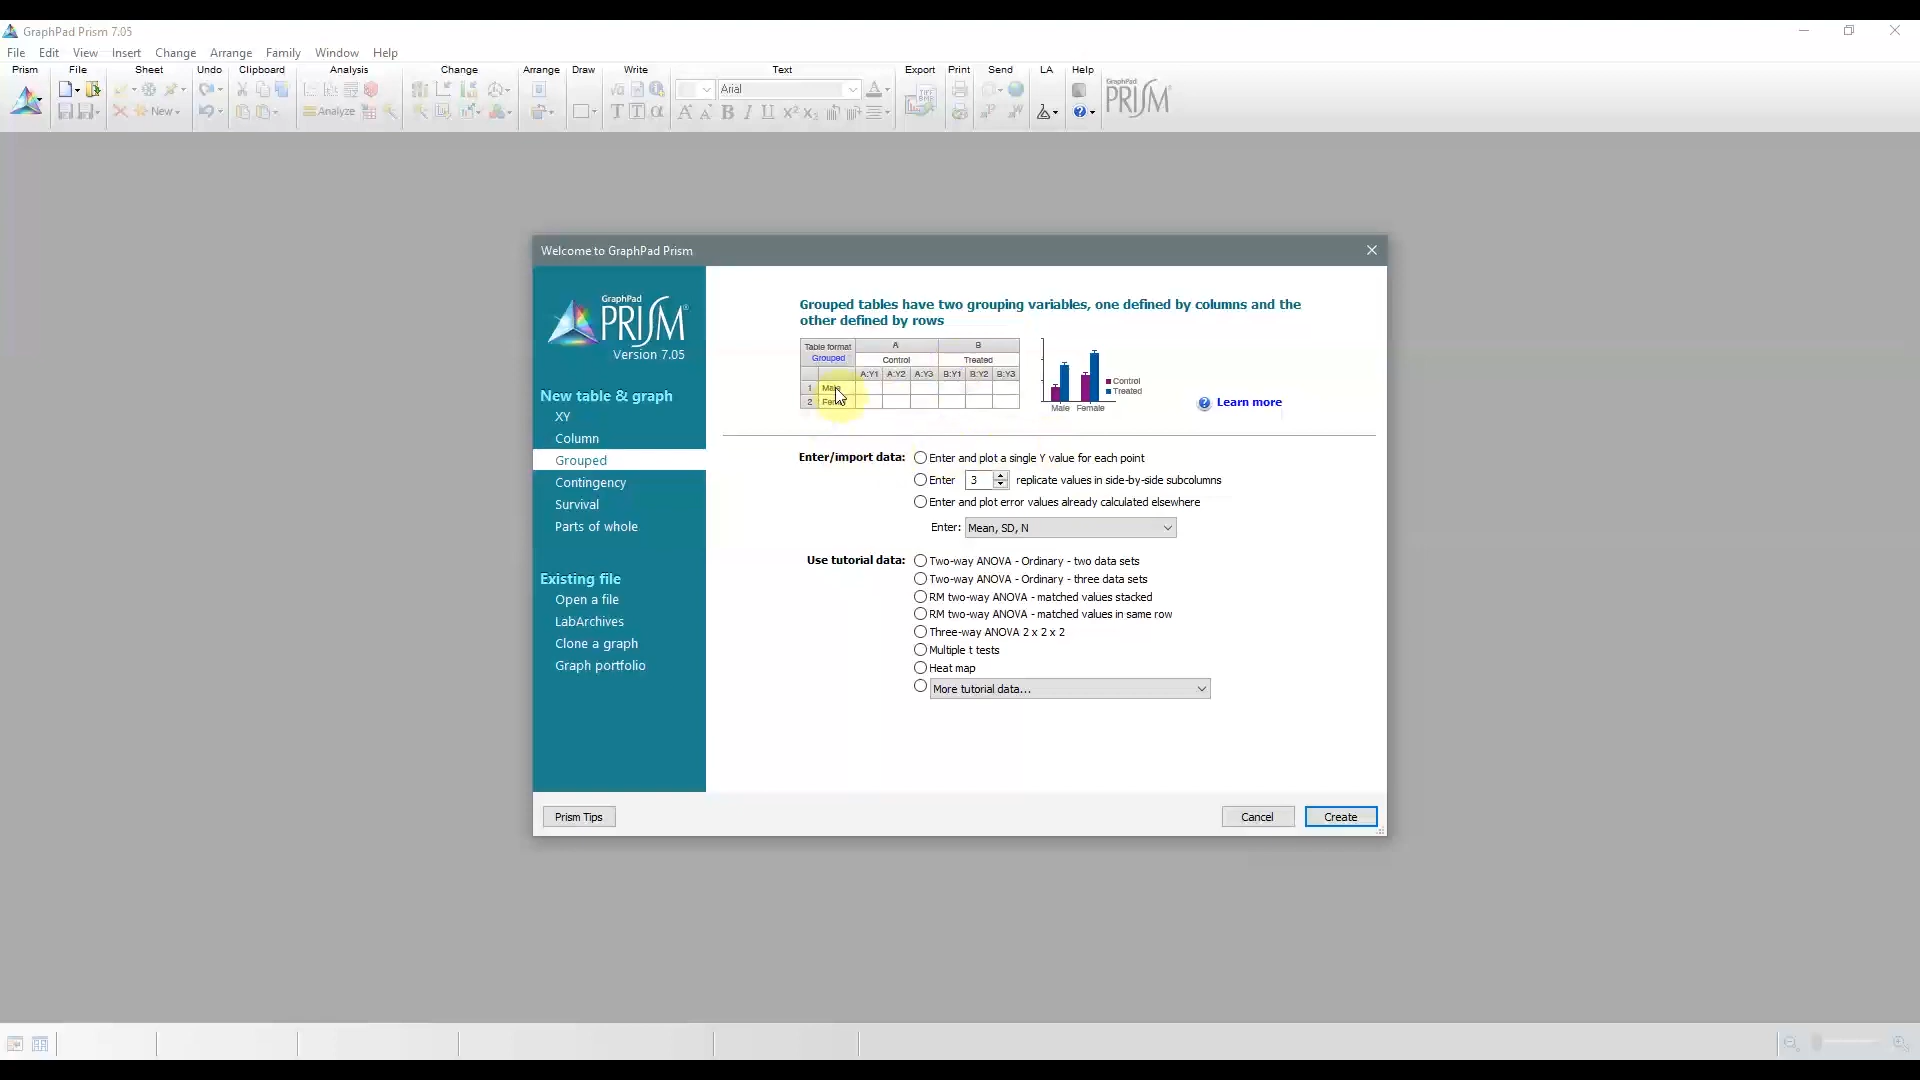 GraphPad Prism 7.05
File Edit View Insert Change Arrange Family Window Help
Prism File Sheet Undo Clipboard Analysis Change Arrange Draw Write Text Export Print Send LA Help
Arial
GraphPad
PRISM
Analyze
New
Welcome to GraphPad Prism
GraphPad
PRISM
Version 7.05
New table & graph
XY
Column
Grouped
Contingency
Survival
Parts of whole
Existing file
Open a file
LabArchives
Clone a graph
Graph portfolio
Grouped tables have two grouping variables, one defined by columns and the
other defined by rows
Table format
Grouped
A B
Control Treated
A:Y1 A:Y2 A:Y3 B:Y1 B:Y2 B:Y3
1 Male
2
Control
Treated
Male Female
Learn more
Enter/import data:
Enter and plot a single Y value for each point
Enter 3 replicate values in side-by-side subcolumns
Enter and plot error values already calculated elsewhere
Enter: Mean, SD, N
Use tutorial data:
Two-way ANOVA - Ordinary - two data sets
Two-way ANOVA - Ordinary - three data sets
RM two-way ANOVA - matched values stacked
RM two-way ANOVA - matched values in same row
Three-way ANOVA 2 x 2 x 2
Multiple t tests
Heat map
More tutorial data...
Prism Tips
Cancel
Create